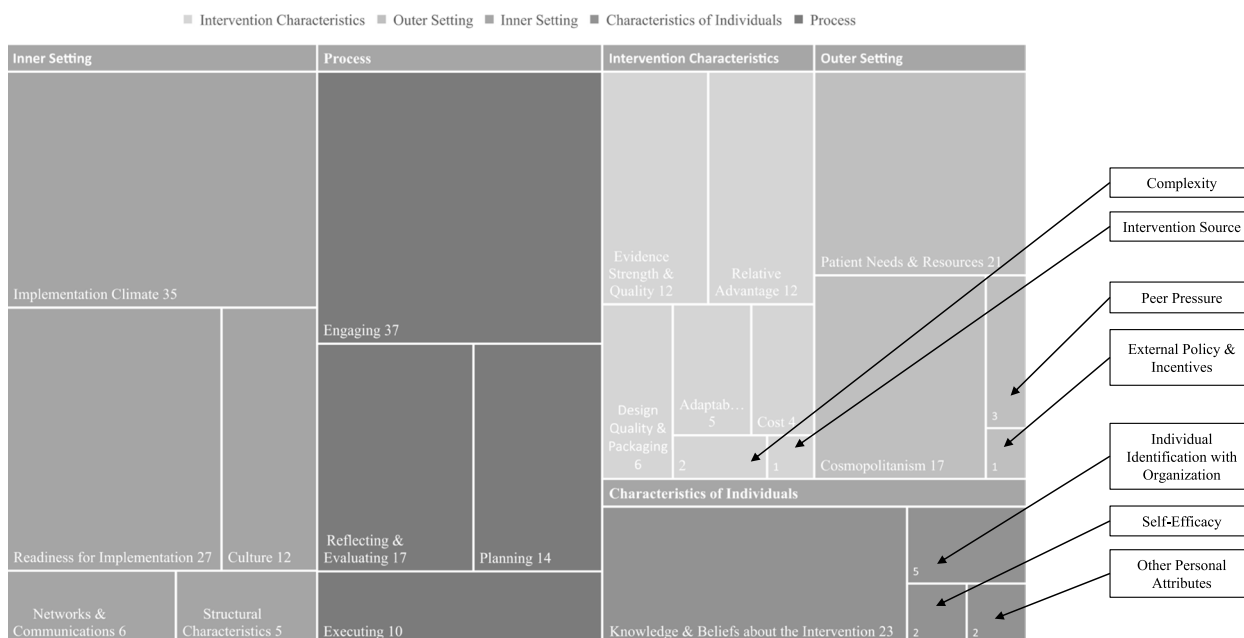 Intervention Characteristics Outer Setting Inner Setting Characteristics of Individuals Process
Inner Setting
Implementation Climate 35
Readiness for Implementation 27
Culture 12
Networks &
Communications 6
Structural
Characteristics 5
Process
Engaging 37
Reflecting &
Evaluating 17
Planning 14
Executing 10
Intervention Characteristics
Evidence
Strength &
Quality 12
Relative
Advantage 12
Design
Quality &
Packaging
6
Adaptab…
5
Cost 4
2
1
Outer Setting
Patient Needs & Resources 21
Cosmopolitanism 17
3
1
Characteristics of Individuals
Knowledge & Beliefs about the Intervention 23
5
2
2
Complexity
Intervention Source
Peer Pressure
External Policy &
Incentives
Individual
Identification with
Organization
Self-Efficacy
Other Personal
Attributes